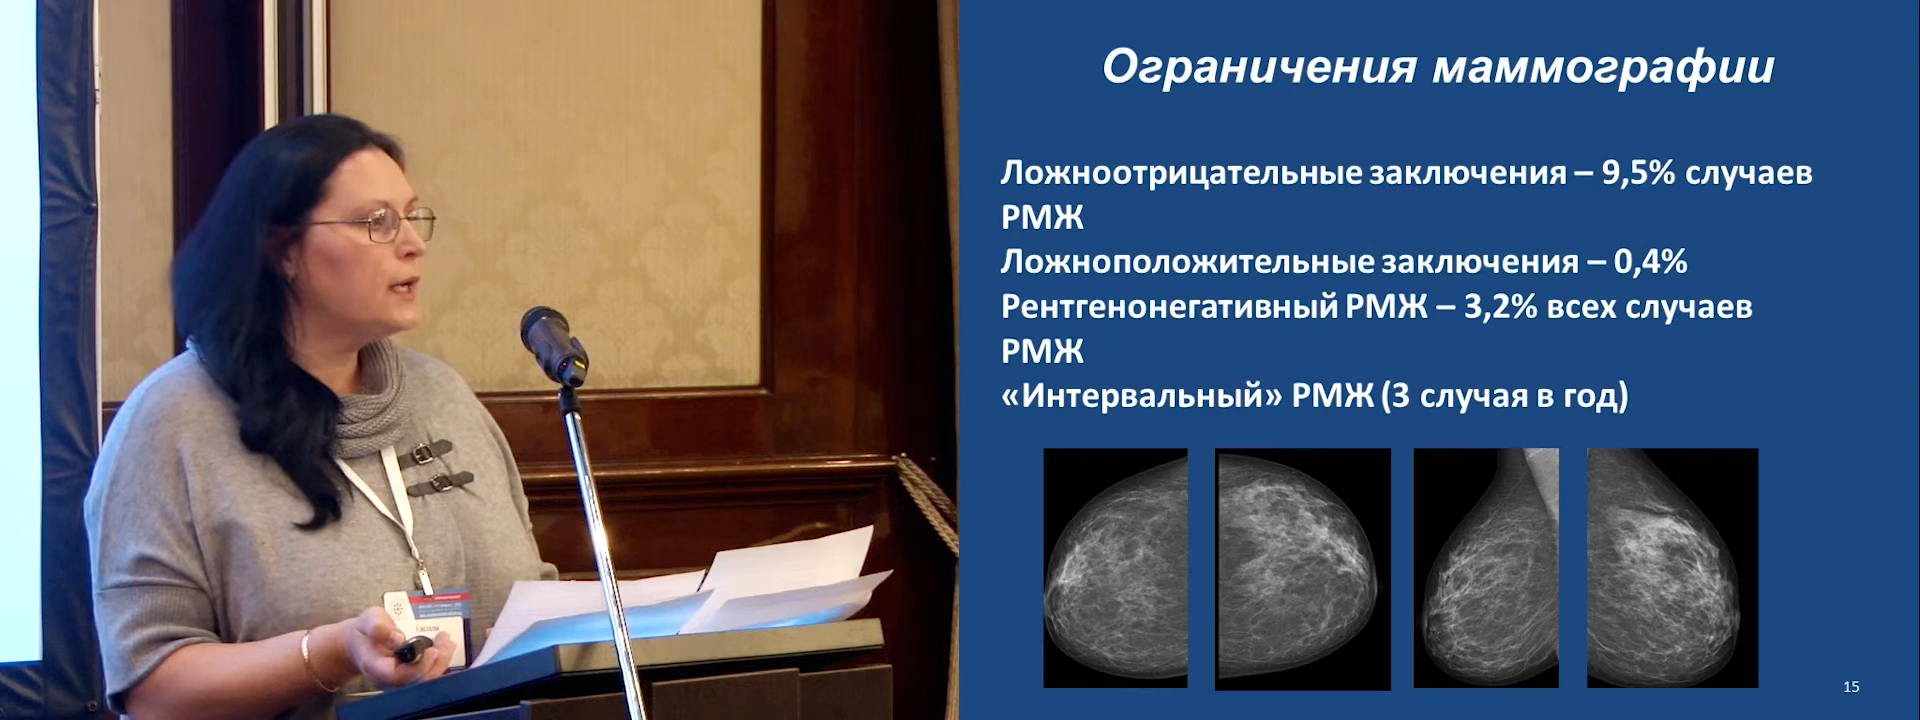 Ограничения маммографии
Ложноотрицательные заключения – 9,5% случаев
РМЖ
Ложноположительные заключения – 0,4%
Рентгенонегативный РМЖ – 3,2% всех случаев
РМЖ
«Интервальный» РМЖ (3 случая в год)
15